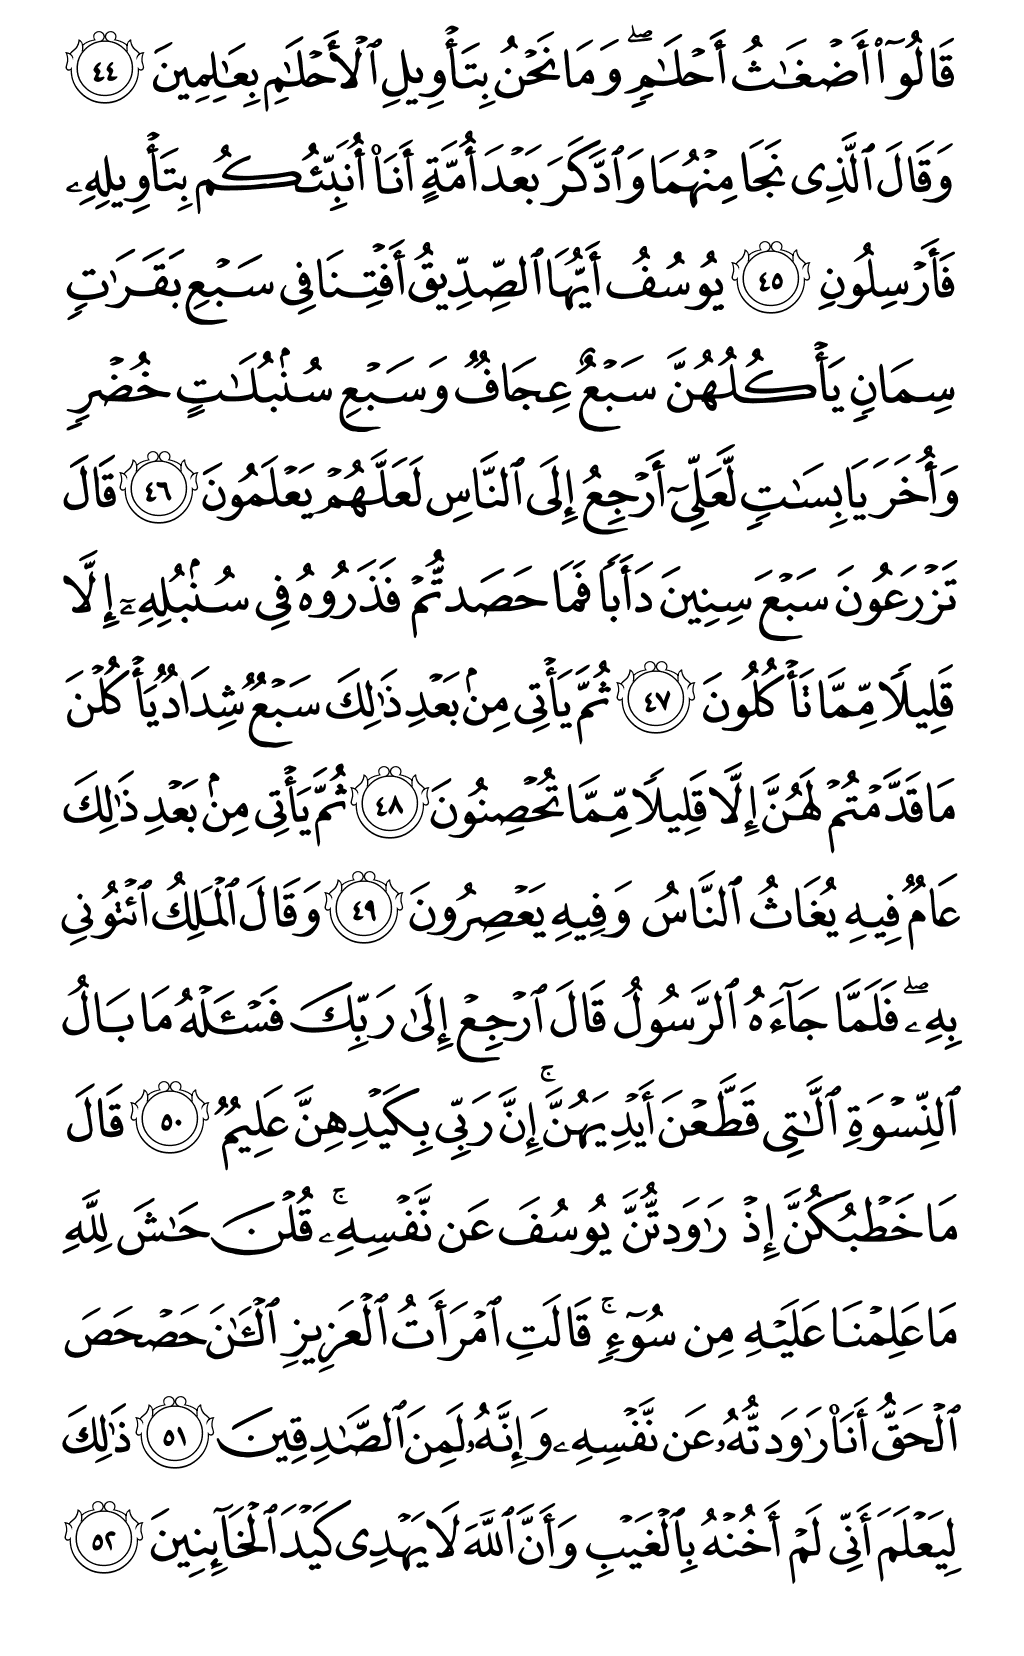 قَالُوٓا۟ أَضْغَـٰثُ أَحْلَـٰمٍ ۖ وَمَا نَحْنُ بِتَأْوِيلِ ٱلْأَحْلَـٰمِ بِعَـٰلِمِينَ ٤٤
وَقَالَ ٱلَّذِى نَجَا مِنْهُمَا وَٱدَّكَرَ بَعْدَ أُمَّةٍ أَنَا۠ أُنَبِّئُكُم بِتَأْوِيلِهِۦ
فَأَرْسِلُونِ ٤٥ يُوسُفُ أَيُّهَا ٱلصِّدِّيقُ أَفْتِنَا فِى سَبْعِ بَقَرَٰتٍ
سِمَانٍ يَأْكُلُهُنَّ سَبْعٌ عِجَافٌ وَسَبْعِ سُنۢبُلَـٰتٍ خُضْرٍ
وَأُخَرَ يَابِسَـٰتٍ لَّعَلِّىٓ أَرْجِعُ إِلَى ٱلنَّاسِ لَعَلَّهُمْ يَعْلَمُونَ ٤٦ قَالَ
تَزْرَعُونَ سَبْعَ سِنِينَ دَأَبًا فَمَا حَصَدتُّمْ فَذَرُوهُ فِى سُنۢبُلِهِۦٓ إِلَّا
قَلِيلًا مِّمَّا تَأْكُلُونَ ٤٧ ثُمَّ يَأْتِى مِنۢ بَعْدِ ذَٰلِكَ سَبْعٌ شِدَادٌ يَأْكُلْنَ
مَا قَدَّمْتُمْ لَهُنَّ إِلَّا قَلِيلًا مِّمَّا تُحْصِنُونَ ٤٨ ثُمَّ يَأْتِى مِنۢ بَعْدِ ذَٰلِكَ
عَامٌ فِيهِ يُغَاثُ ٱلنَّاسُ وَفِيهِ يَعْصِرُونَ ٤٩ وَقَالَ ٱلْمَلِكُ ٱئْتُونِى
بِهِۦ ۖ فَلَمَّا جَآءَهُ ٱلرَّسُولُ قَالَ ٱرْجِعْ إِلَىٰ رَبِّكَ فَسْـَٔلْهُ مَا بَالُ
ٱلنِّسْوَةِ ٱلَّـٰتِى قَطَّعْنَ أَيْدِيَهُنَّ ۚ إِنَّ رَبِّى بِكَيْدِهِنَّ عَلِيمٌ ٥٠ قَالَ
مَا خَطْبُكُنَّ إِذْ رَٰوَدتُّنَّ يُوسُفَ عَن نَّفْسِهِۦ ۚ قُلْنَ حَـٰشَ لِلَّهِ
مَا عَلِمْنَا عَلَيْهِ مِن سُوٓءٍ ۚ قَالَتِ ٱمْرَأَتُ ٱلْعَزِيزِ ٱلْـَٔـٰنَ حَصْحَصَ
ٱلْحَقُّ أَنَا۠ رَٰوَدتُّهُۥ عَن نَّفْسِهِۦ وَإِنَّهُۥ لَمِنَ ٱلصَّـٰدِقِينَ ٥١ ذَٰلِكَ
لِيَعْلَمَ أَنِّى لَمْ أَخُنْهُ بِٱلْغَيْبِ وَأَنَّ ٱللَّهَ لَا يَهْدِى كَيْدَ ٱلْخَآئِنِينَ ٥٢